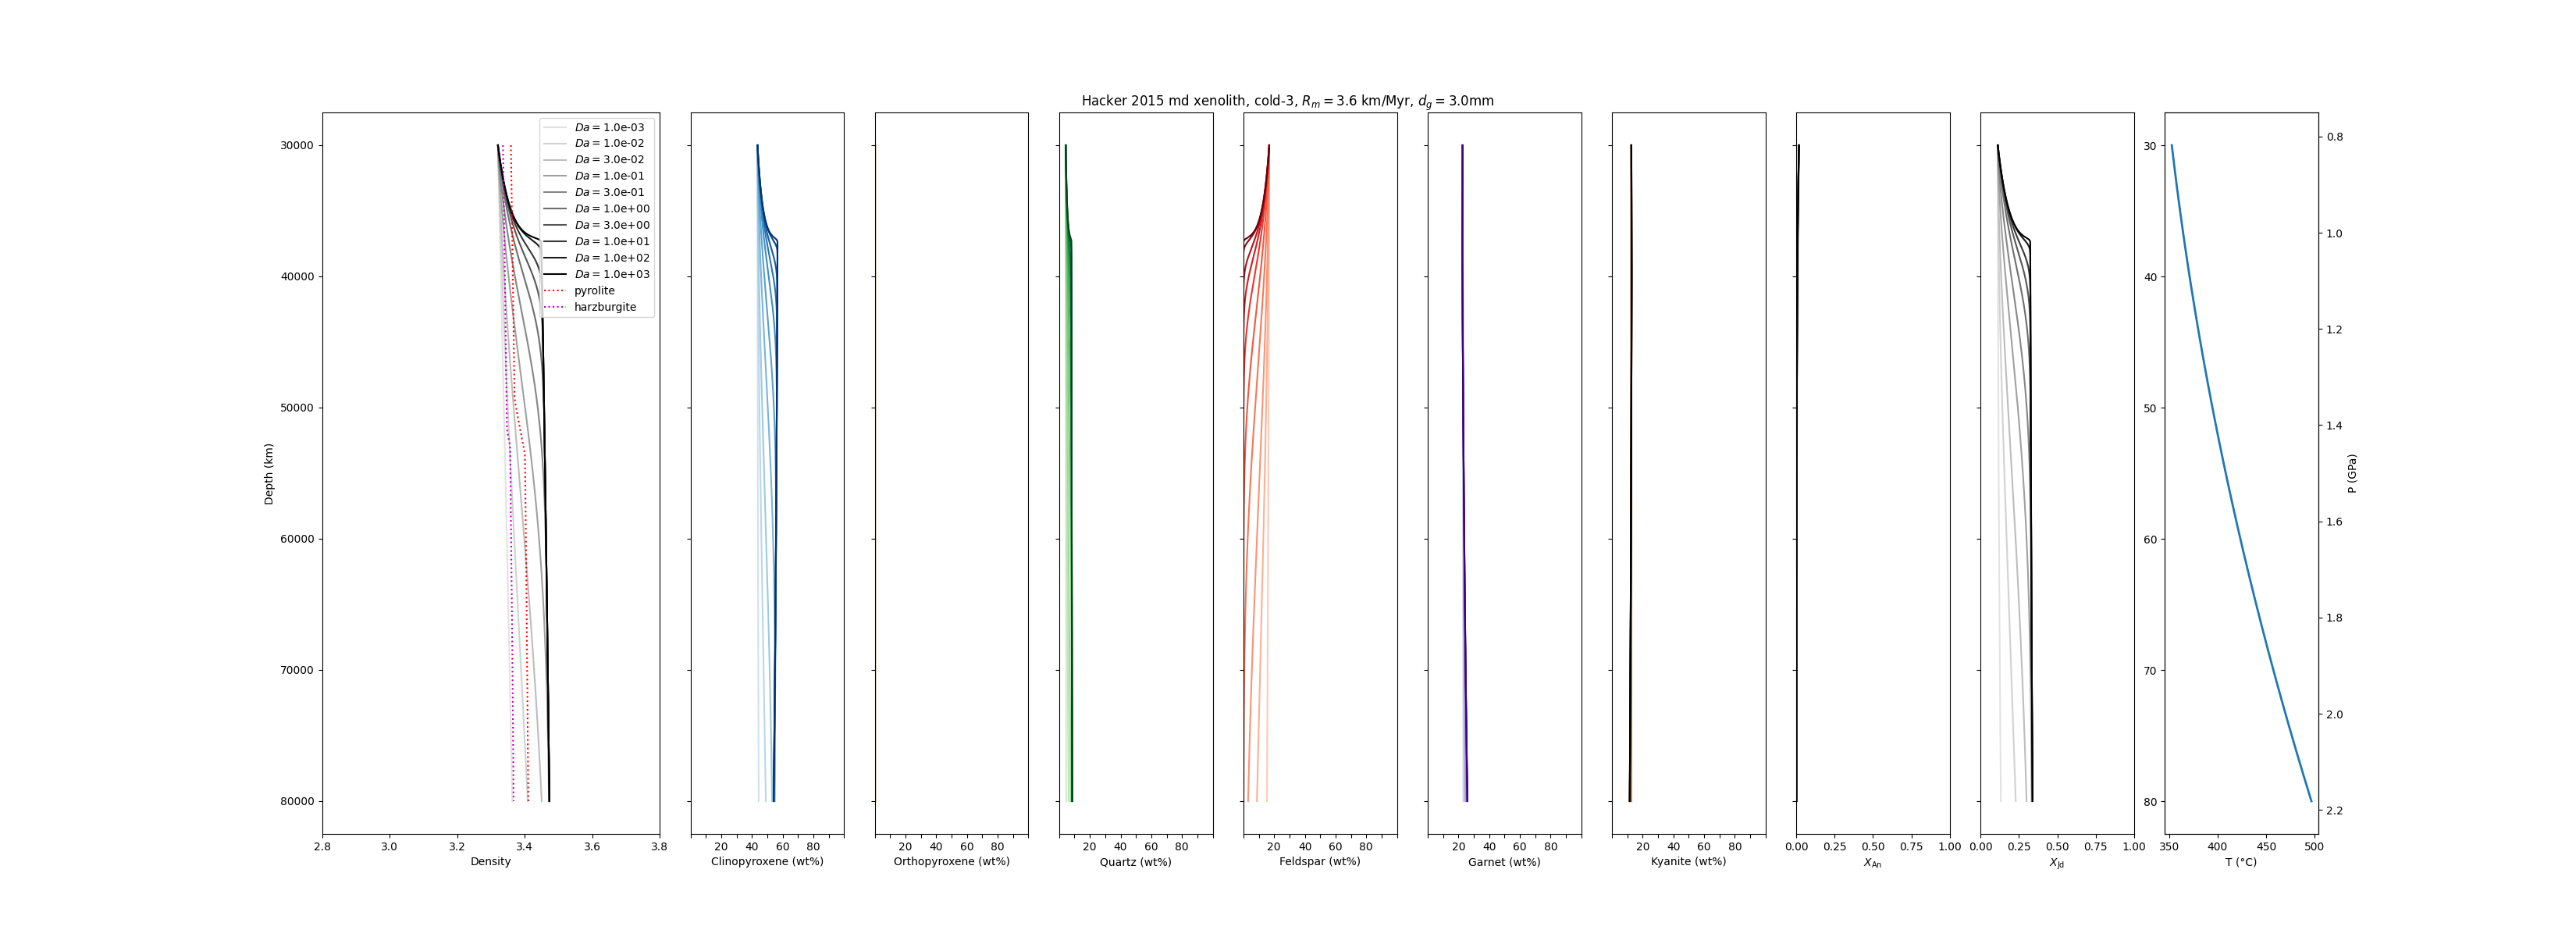 Hacker 2015 md xenolith, cold-3, Rm = 3.6 km/Myr, dg = 3.0mm
Da = 1.0e-03
Da = 1.0e-02
Da = 3.0e-02
Da = 1.0e-01
Da = 3.0e-01
Da = 1.0e+00
Da = 3.0e+00
Da = 1.0e+01
Da = 1.0e+02
Da = 1.0e+03
pyrolite
harzburgite
30000
40000
50000
60000
70000
80000
Depth (km)
2.8 3.0 3.2 3.4 3.6 3.8
Density
20 40 60 80
Clinopyroxene (wt%)
20 40 60 80
Orthopyroxene (wt%)
20 40 60 80
Quartz (wt%)
20 40 60 80
Feldspar (wt%)
20 40 60 80
Garnet (wt%)
20 40 60 80
Kyanite (wt%)
0.00 0.25 0.50 0.75 1.00
XAn
0.00 0.25 0.50 0.75 1.00
XJd
30
40
50
60
70
80
350 400 450 500
T (°C)
0.8
1.0
1.2
1.4
1.6
1.8
2.0
2.2
P (GPa)